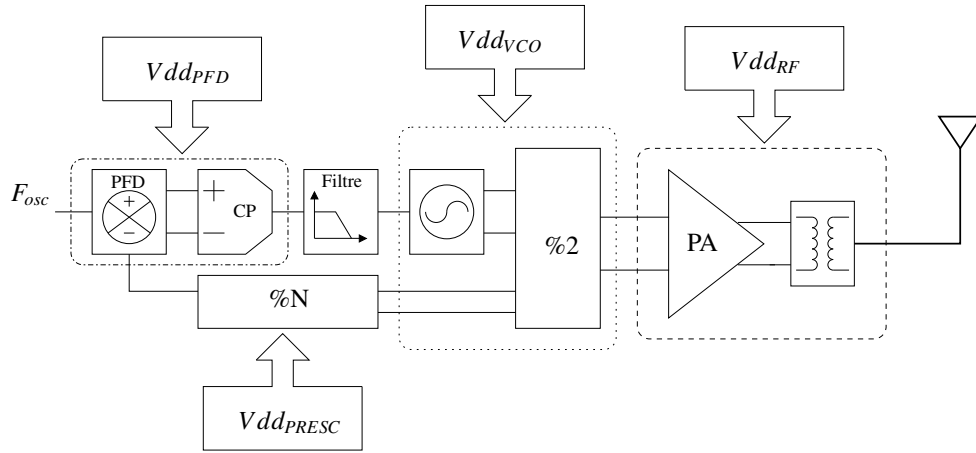 Vdd_VCO
Vdd_PFD
Vdd_RF
F_osc
PFD
+
−
+
−
CP
Filtre
%2
PA
%N
Vdd_PRESC